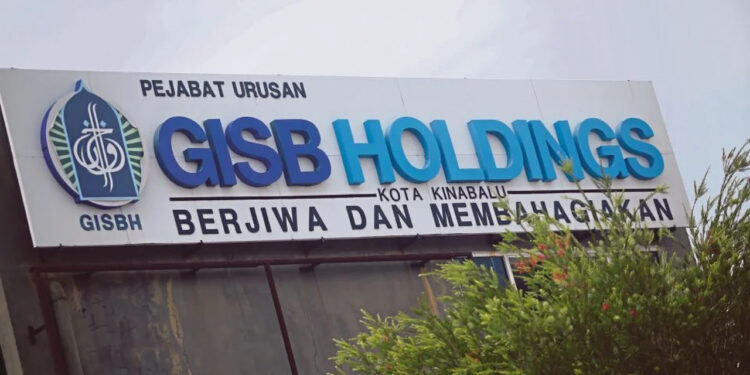 PEJABAT URUSAN
GISB HOLDINGS
KOTA KINABALU
GISBH
BERJIWA DAN MEMBAHAGIAKAN